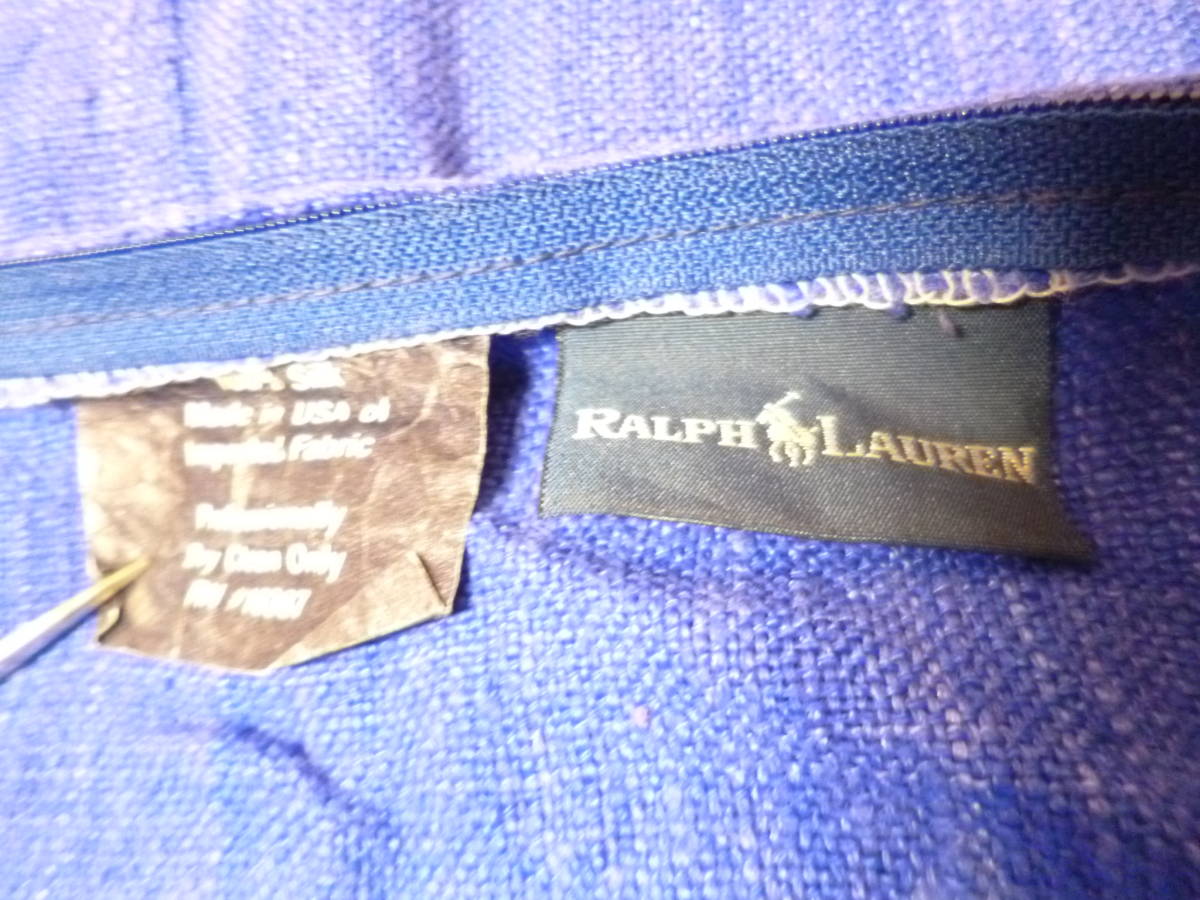 Silk
Made in USA of
Imported Fabric
Professionally
Dry Clean Only
RALPH LAUREN